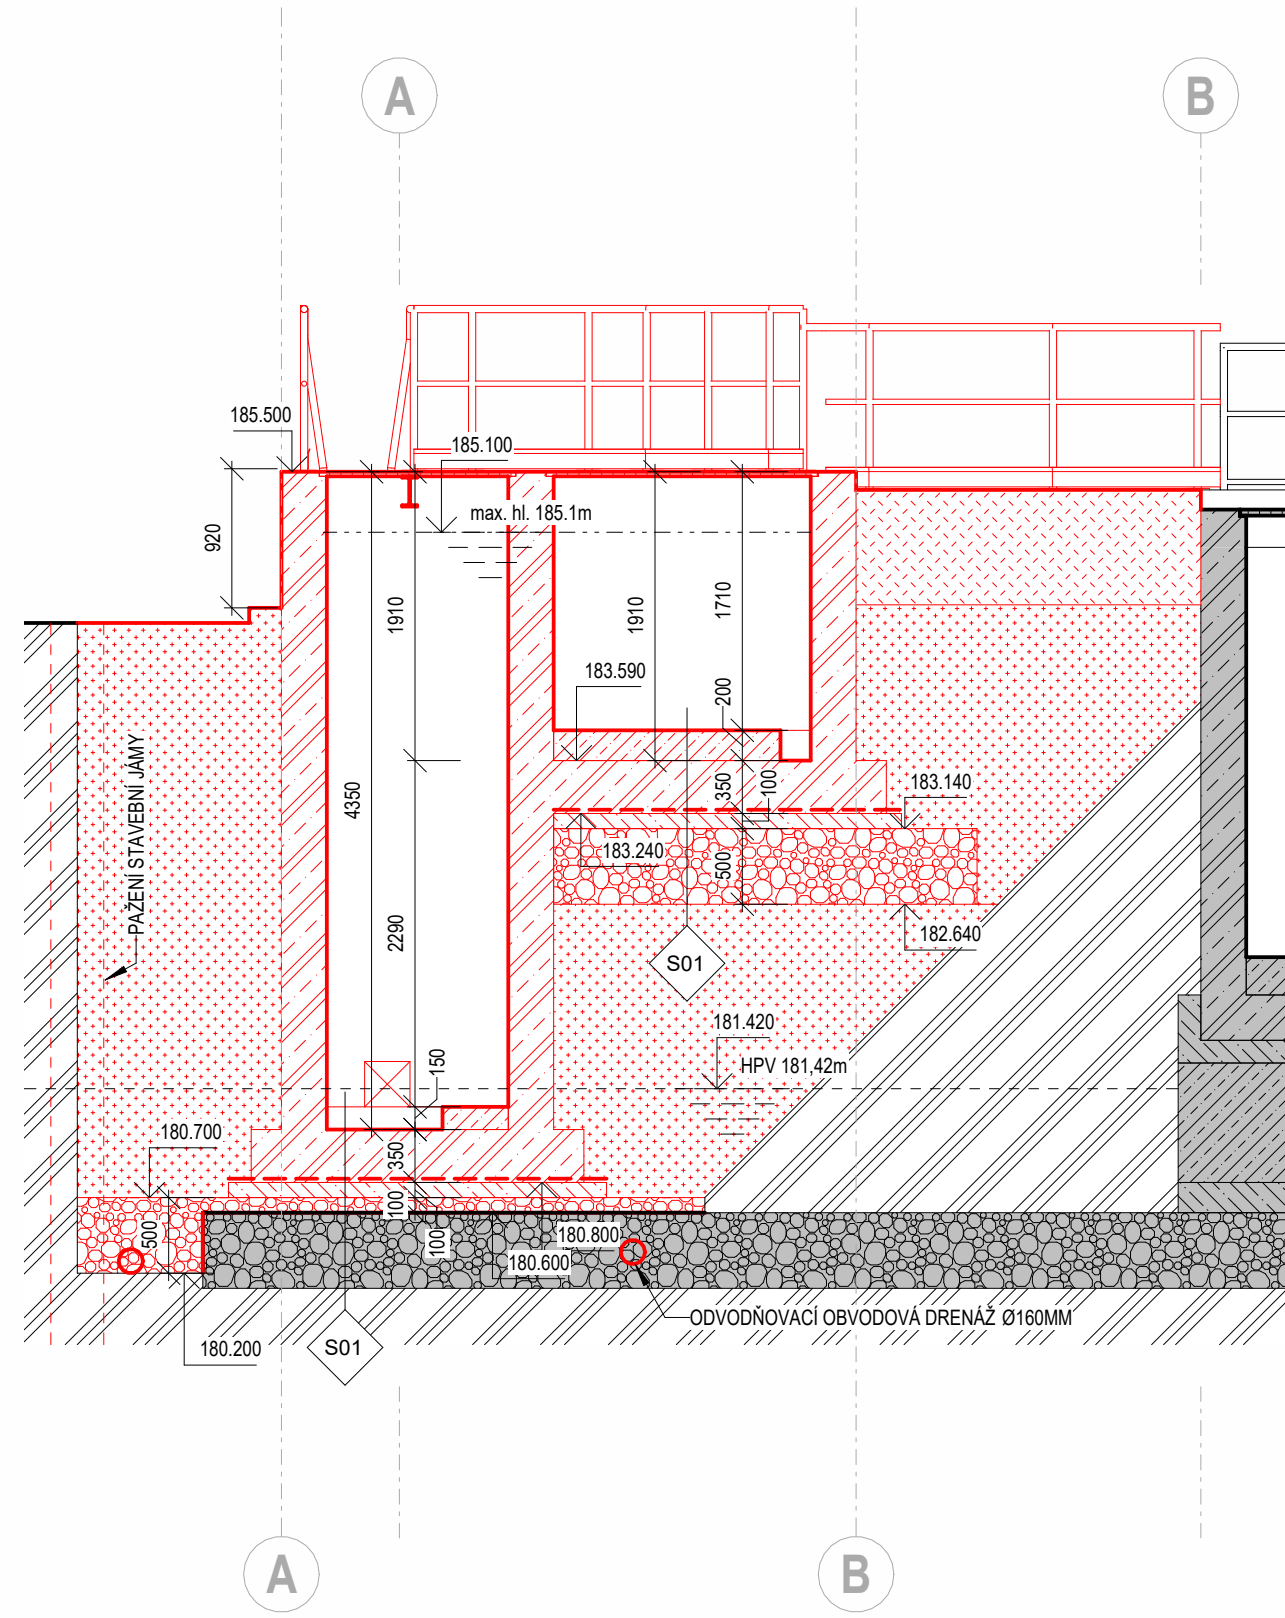 A
B
185.500
185.100
max. hl. 185.1m
920
1910
1910
1710
183.590
200
PAŽENÍ STAVEBNÍ JÁMY
4350
350
100
183.140
183.240
500
2290
182.640
S01
181.420
HPV 181,42m
150
180.700
350
100
500
100
180.800
180.600
ODVODŇOVACÍ OBVODOVÁ DRENÁŽ Ø160MM
180.200
S01
A
B